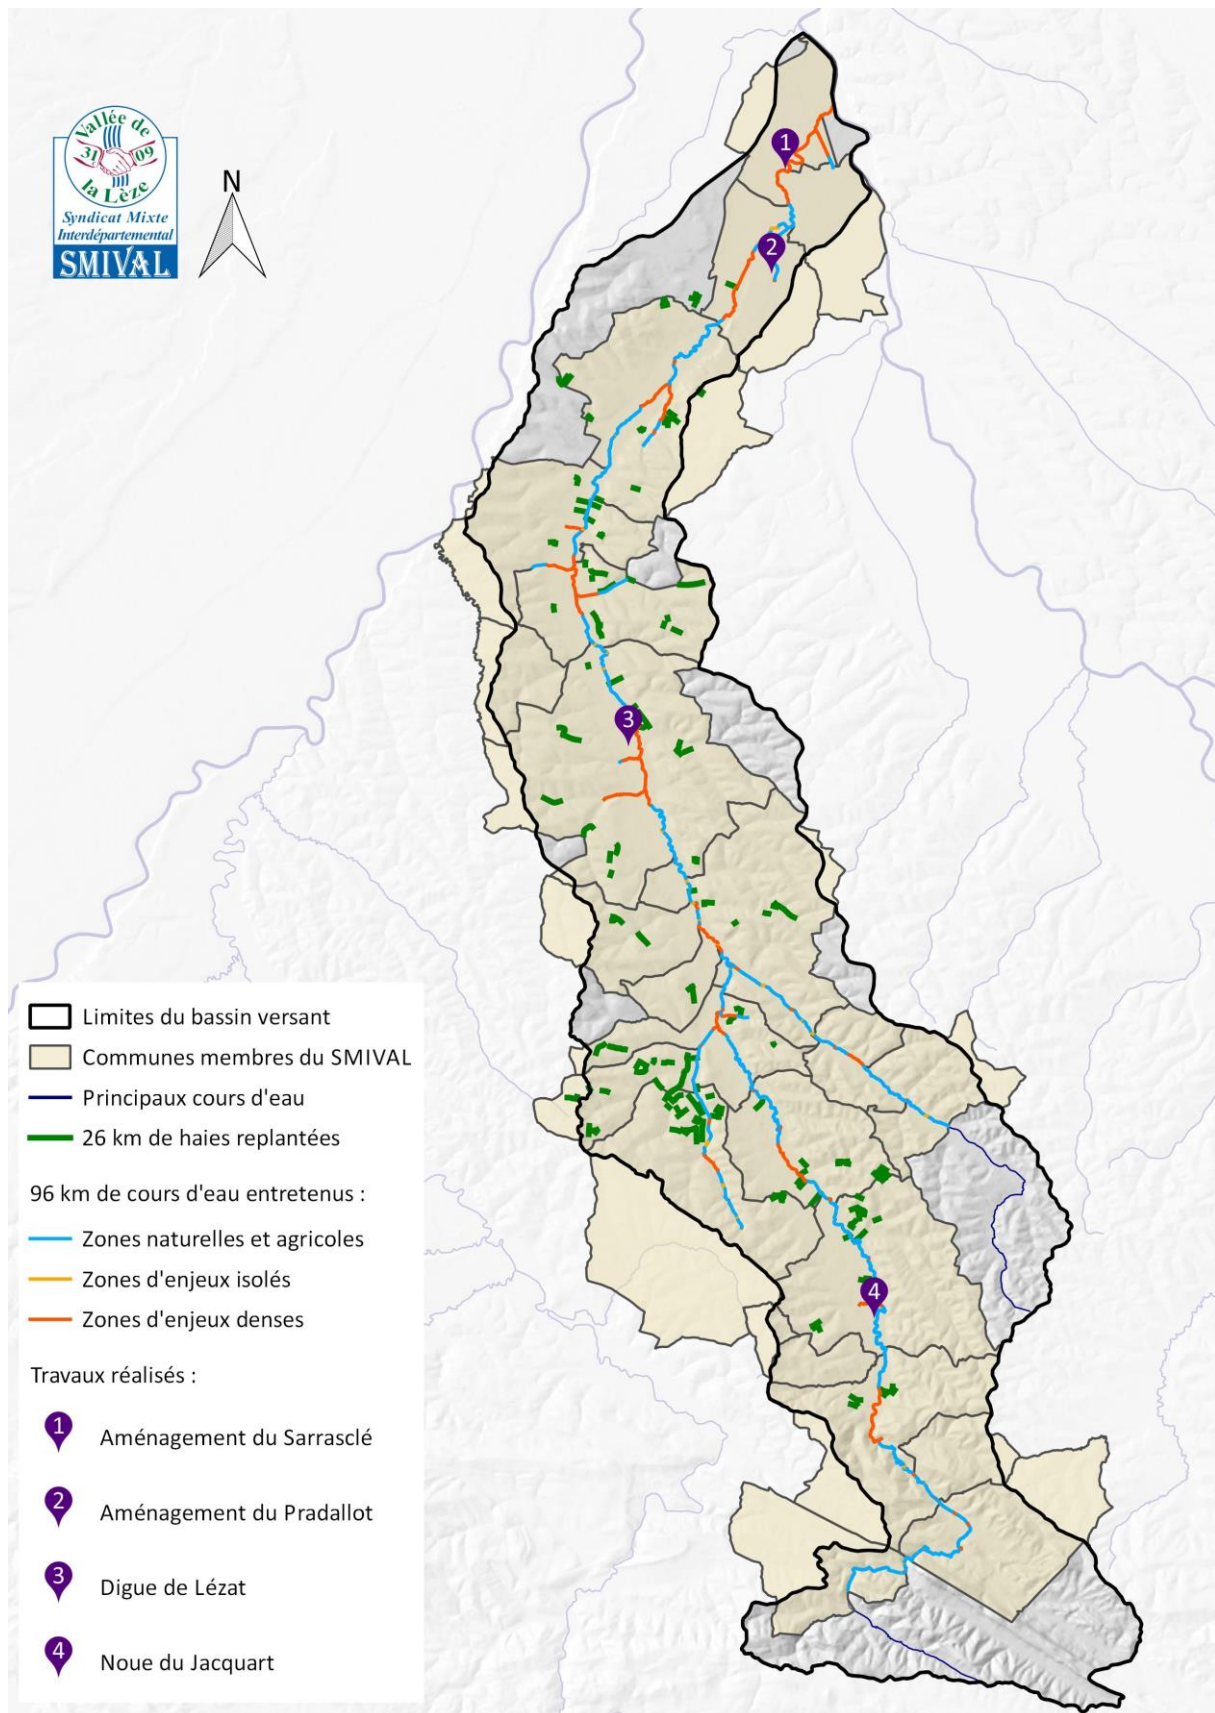 Vallée de
31 09
la Lèze
Syndicat Mixte
Interdépartemental
SMIVAL
N
1
2
3
4
Limites du bassin versant
Communes membres du SMIVAL
Principaux cours d'eau
26 km de haies replantées
96 km de cours d'eau entretenus :
Zones naturelles et agricoles
Zones d'enjeux isolés
Zones d'enjeux denses
Travaux réalisés :
1 Aménagement du Sarrasclé
2 Aménagement du Pradallot
3 Digue de Lézat
4 Noue du Jacquart